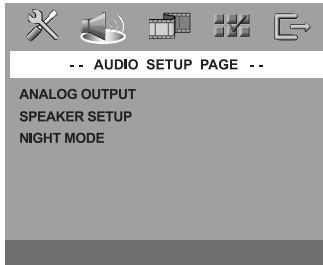 -- AUDIO SETUP PAGE --
ANALOG OUTPUT
SPEAKER SETUP
NIGHT MODE